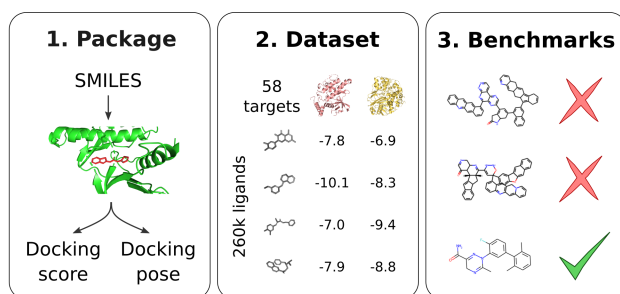 1. Package
SMILES
Docking score
Docking pose
2. Dataset
58 targets
260k ligands
-7.8 -6.9
-10.1 -8.3
-7.0 -9.4
-7.9 -8.8
3. Benchmarks